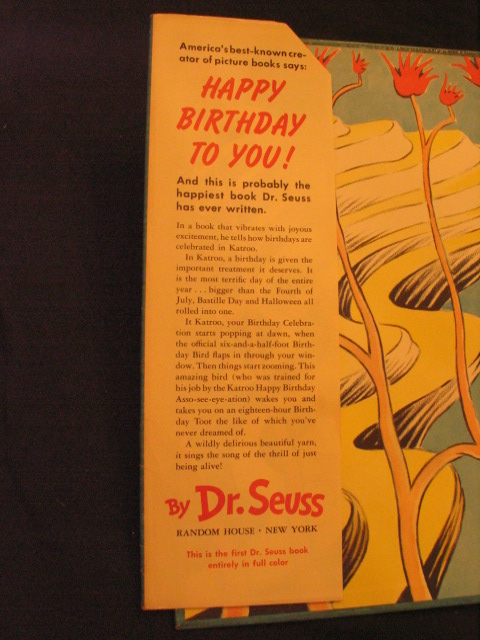 America's best-known cre-
ator of picture books says:
HAPPY
BIRTHDAY
TO YOU!
And this is probably the
happiest book Dr. Seuss
has ever written.
In a book that vibrates with joyous
excitement, he tells how birthdays are
celebrated in Katroo.
In Katroo, a birthday is given the
important treatment it deserves. It
is the most terrific day of the entire
year . . . bigger than the Fourth of
July, Bastille Day and Halloween all
rolled into one.
It Katroo, your Birthday Celebra-
tion starts popping at dawn, when
the official six-and-a-half-foot Birth-
day Bird flaps in through your win-
dow. Then things start zooming. This
amazing bird (who was trained for
his job by the Katroo Happy Birthday
Asso-see-eye-ation) wakes you and
takes you on an eighteen-hour Birth-
day Toot the like of which you've
never dreamed of.
A wildly delirious beautiful yarn,
it sings the song of the thrill of just
being alive!
By Dr. Seuss
RANDOM HOUSE · NEW YORK
This is the first Dr. Seuss book
entirely in full color